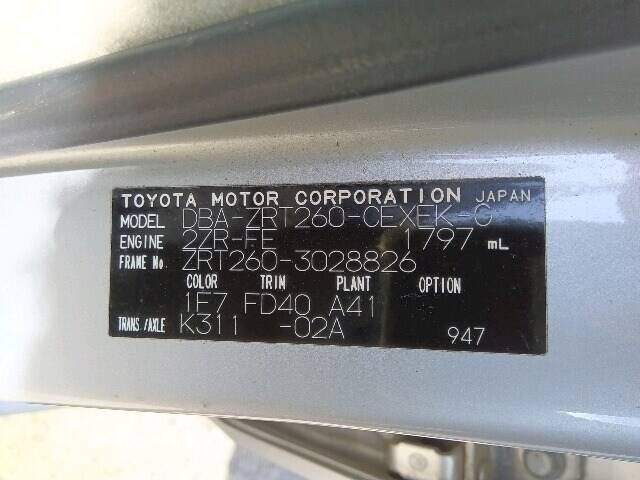 TOYOTA MOTOR CORPORATION JAPAN
MODEL DBA-ZRT260-CEXEK-C
ENGINE 2ZR-FE 1797 mL
FRAME No. ZRT260-3028826
COLOR TRIM PLANT OPTION
1F7 FD40 A41
TRANS./AXLE K311 -02A 947